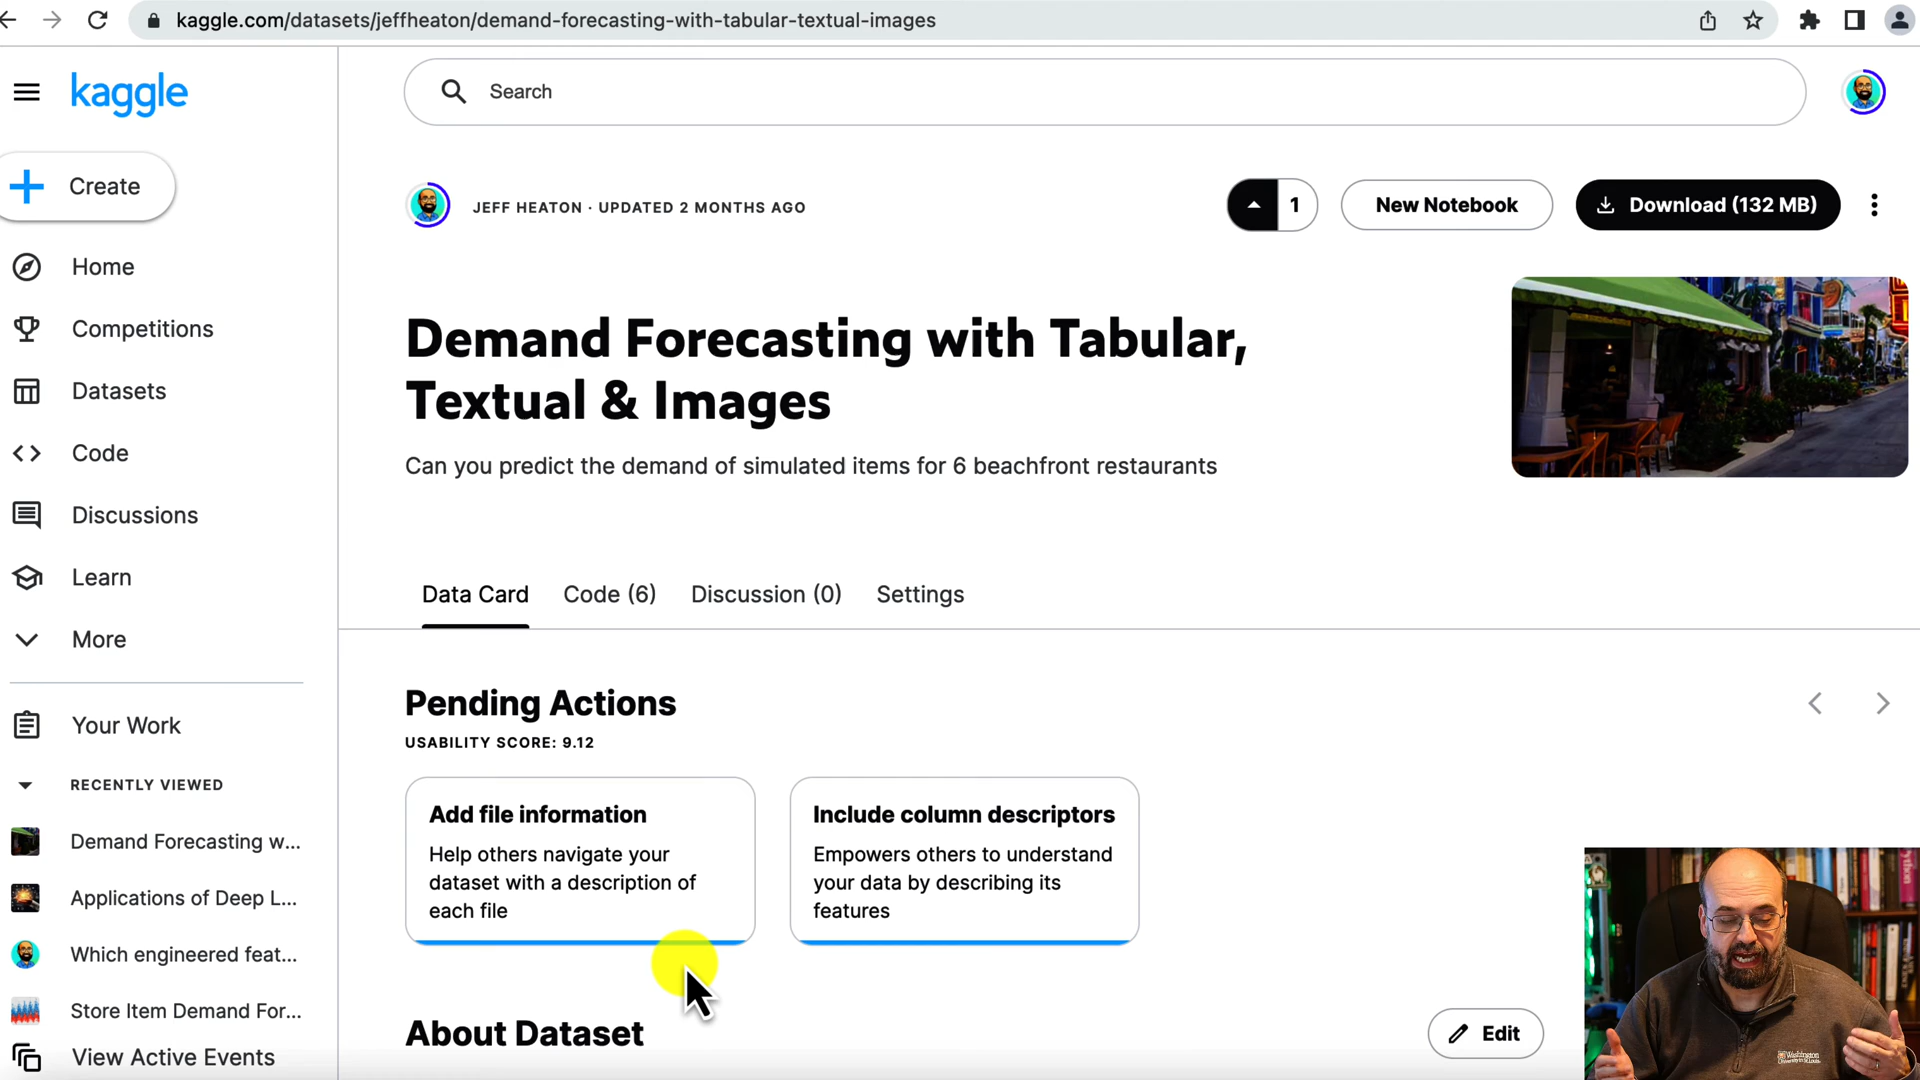 kaggle.com/datasets/jeffheaton/demand-forecasting-with-tabular-textual-images
kaggle
Search
Create
Home
Competitions
Datasets
Code
Discussions
Learn
More
Your Work
RECENTLY VIEWED
Demand Forecasting w...
Applications of Deep L...
Which engineered feat...
Store Item Demand For...
View Active Events
JEFF HEATON · UPDATED 2 MONTHS AGO
1
New Notebook
Download (132 MB)
Demand Forecasting with Tabular,
Textual & Images
Can you predict the demand of simulated items for 6 beachfront restaurants
Data Card
Code (6)
Discussion (0)
Settings
Pending Actions
USABILITY SCORE: 9.12
Add file information
Help others navigate your
dataset with a description of
each file
Include column descriptors
Empowers others to understand
your data by describing its
features
About Dataset
Edit
Washington